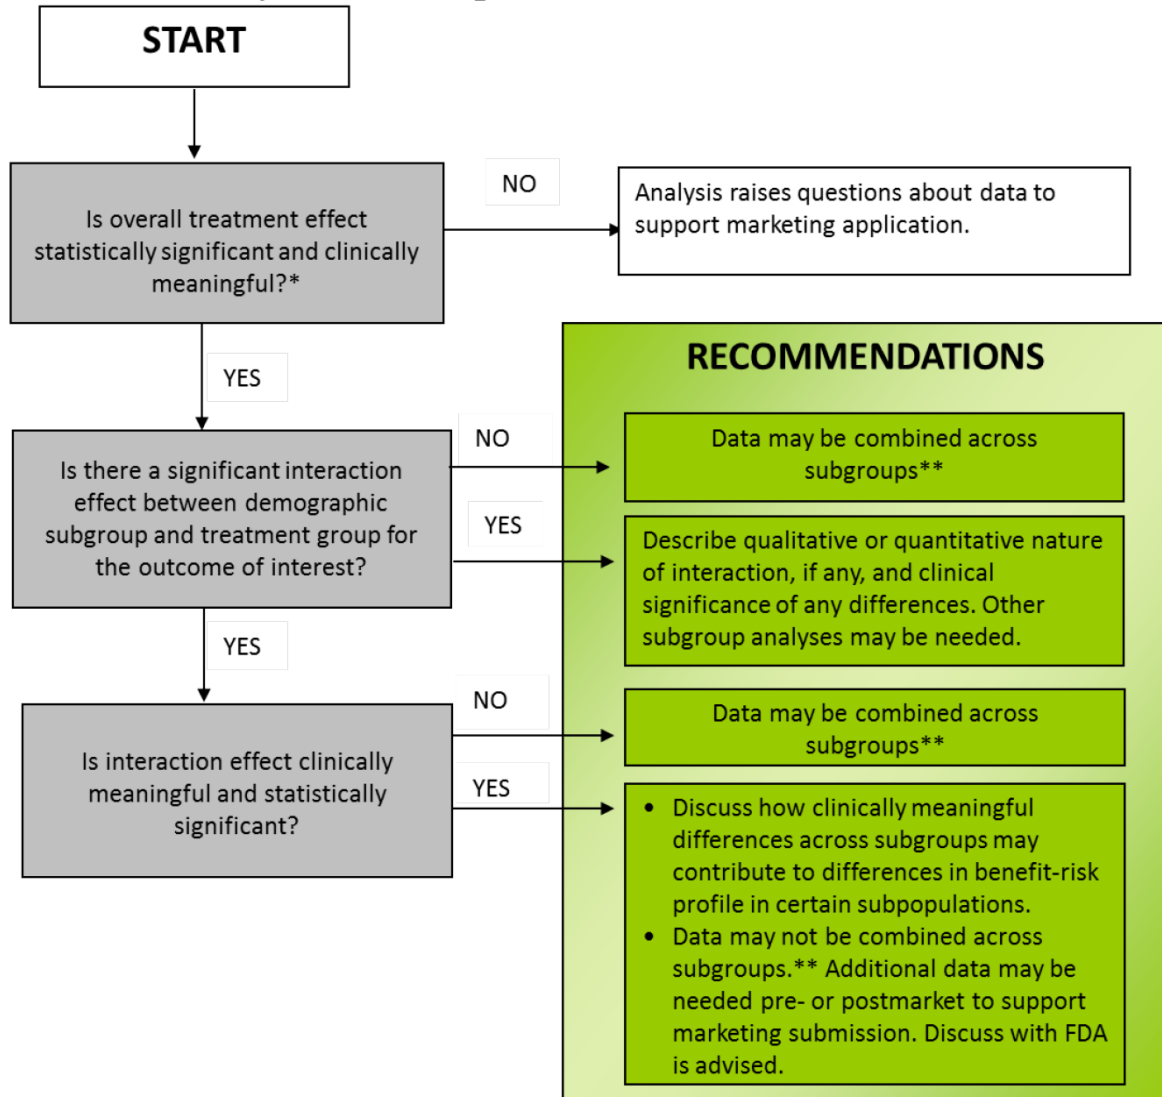 START
Is overall treatment effect
statistically significant and clinically
meaningful?*
NO
Analysis raises questions about data to
support marketing application.
YES
RECOMMENDATIONS
Is there a significant interaction
effect between demographic
subgroup and treatment group for
the outcome of interest?
NO
Data may be combined across
subgroups**
YES
Describe qualitative or quantitative nature
of interaction, if any, and clinical
significance of any differences. Other
subgroup analyses may be needed.
YES
Is interaction effect clinically
meaningful and statistically
significant?
NO
Data may be combined across
subgroups**
YES
• Discuss how clinically meaningful
differences across subgroups may
contribute to differences in benefit-risk
profile in certain subpopulations.
• Data may not be combined across
subgroups.** Additional data may be
needed pre- or postmarket to support
marketing submission. Discuss with FDA
is advised.